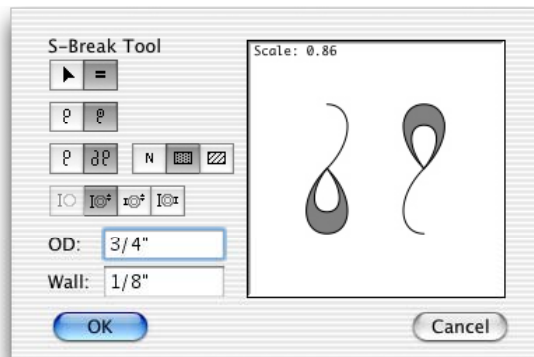 S-Break Tool
Scale: 0.86
N
OD: 3/4"
Wall: 1/8"
OK
Cancel